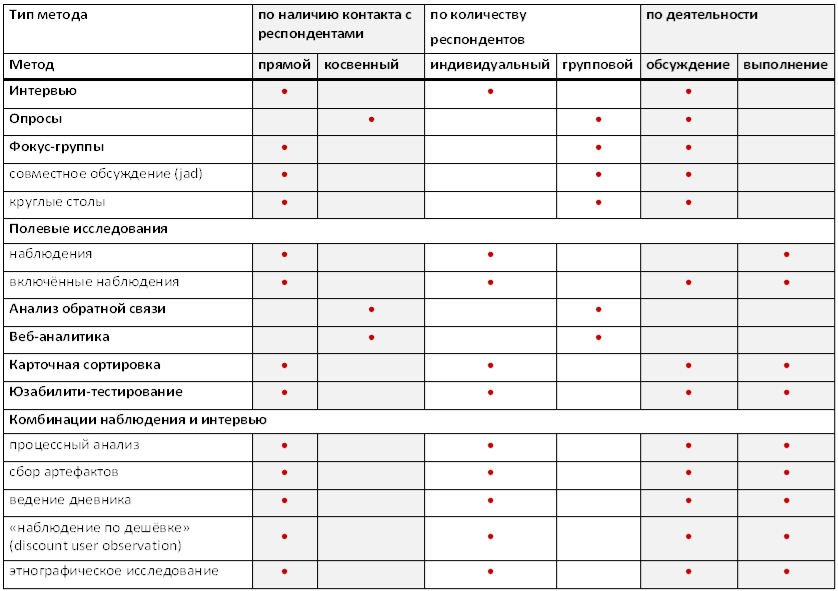 Тип метода по наличию контакта с по количеству по деятельности
респондентами респондентов
Метод прямой косвенный индивидуальный групповой обсуждение выполнение
Интервью • • •
Опросы • • •
Фокус-группы • • •
совместное обсуждение (jad) • • •
круглые столы • • •
Полевые исследования
наблюдения • • •
включённые наблюдения • • • •
Анализ обратной связи • •
Веб-аналитика • •
Карточная сортировка • • • •
Юзабилити-тестирование • • • •
Комбинации наблюдения и интервью
процессный анализ • • • •
сбор артефактов • • • •
ведение дневника • • • •
«наблюдение по дешёвке» • • • •
(discount user observation)
этнографическое исследование • • • •